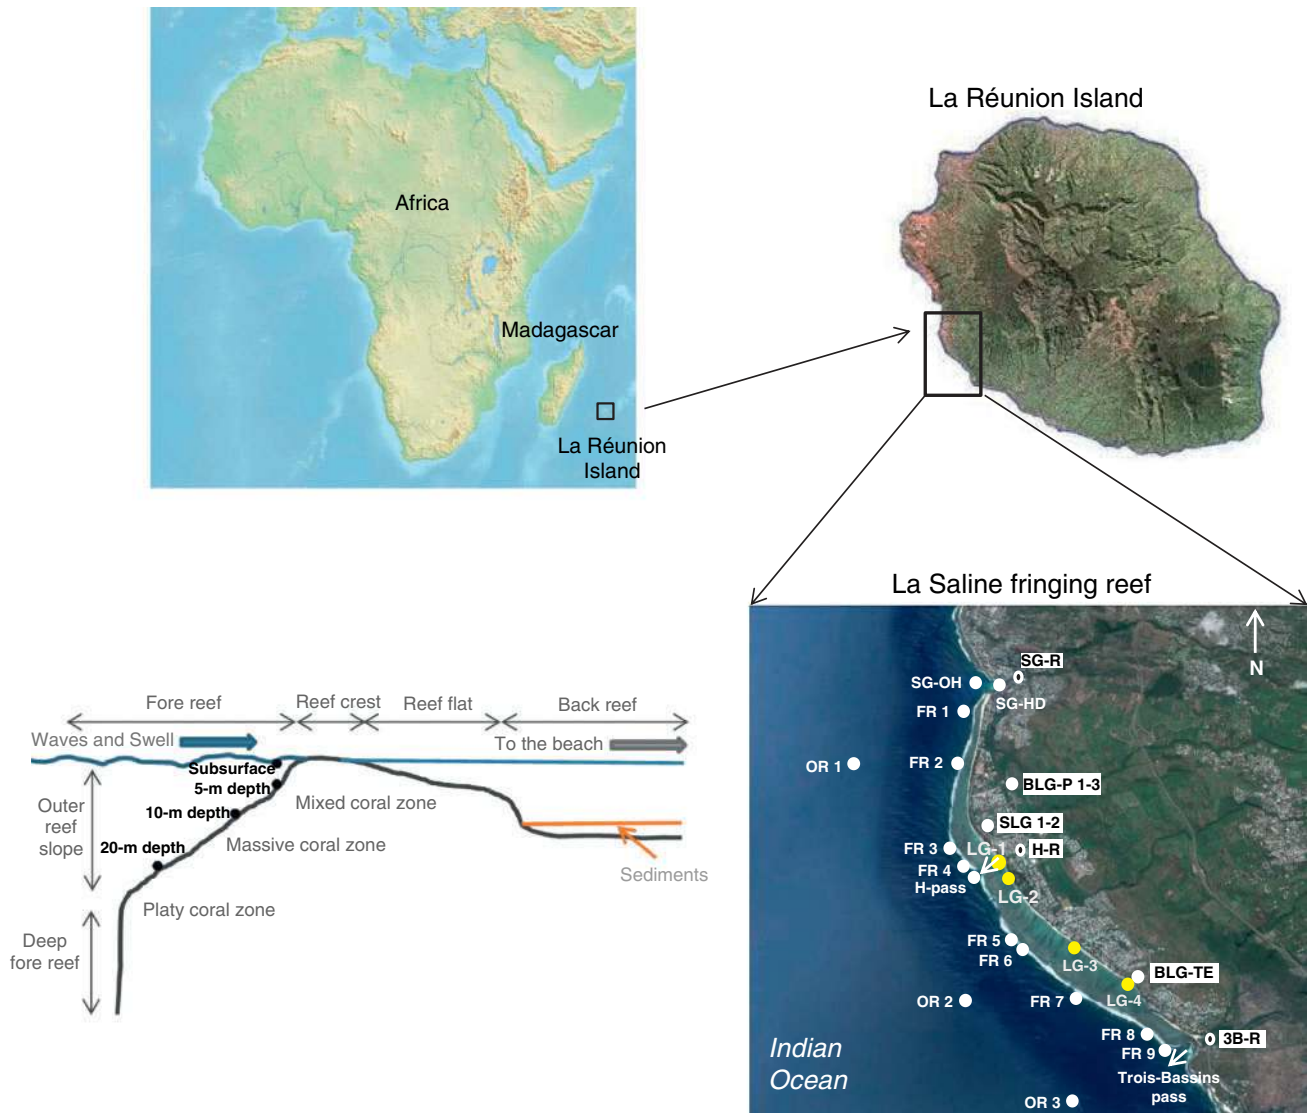 Africa
Madagascar
La Réunion
Island
La Réunion Island
La Saline fringing reef
N
SG-R
SG-OH
SG-HD
FR 1
OR 1
FR 2
BLG-P 1-3
SLG 1-2
FR 3
LG-1
H-R
FR 4
H-pass
LG-2
FR 5
FR 6
LG-3
BLG-TE
OR 2
FR 7
LG-4
FR 8
3B-R
FR 9
Indian
Ocean
Trois-Bassins
pass
OR 3
Fore reef
Reef crest
Reef flat
Back reef
Waves and Swell
To the beach
Subsurface
5-m depth
Outer
reef
slope
10-m depth
Mixed coral zone
20-m depth
Massive coral zone
Sediments
Platy coral zone
Deep
fore reef